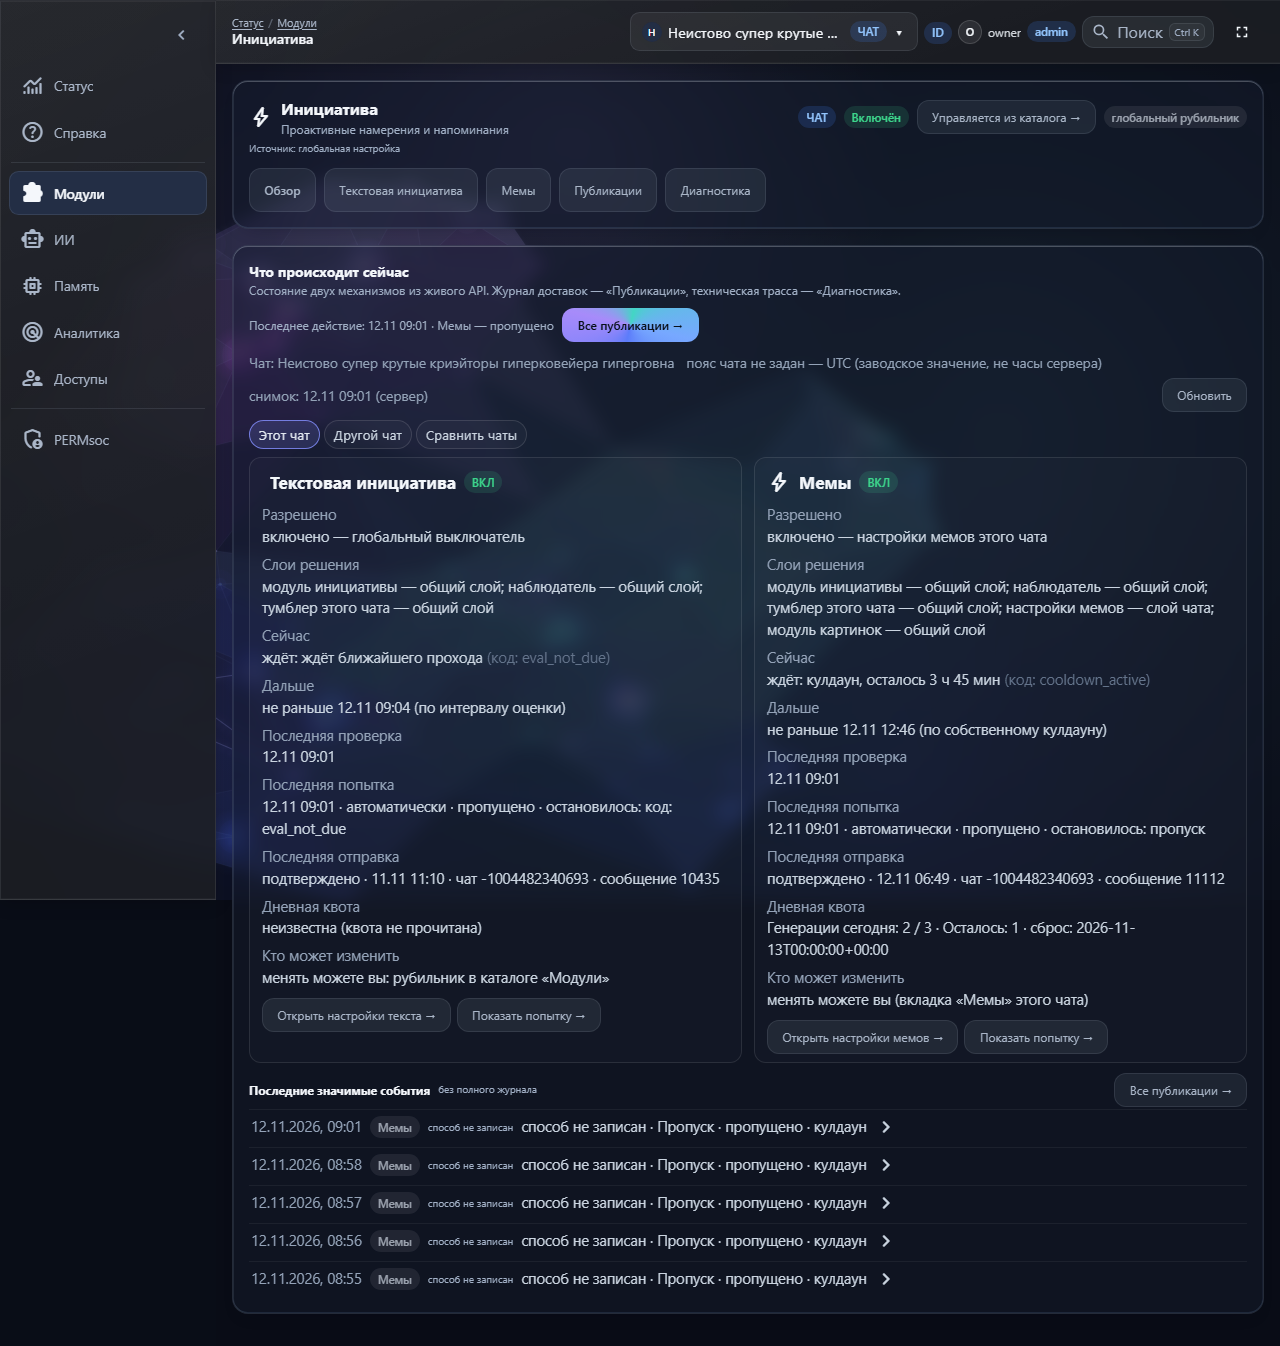 Статус / Модули
Инициатива
Н Неистово супер крутые ... ЧАТ ▾ ID O owner admin Поиск Ctrl K
Статус
Справка
Модули
ИИ
Память
Аналитика
Доступы
PERMsoc
Инициатива
Проактивные намерения и напоминания
Источник: глобальная настройка
ЧАТ Включён Управляется из каталога → глобальный рубильник
Обзор Текстовая инициатива Мемы Публикации Диагностика
Что происходит сейчас
Состояние двух механизмов из живого API. Журнал доставок — «Публикации», техническая трасса — «Диагностика».
Последнее действие: 12.11 09:01 · Мемы — пропущено Все публикации →
Чат: Неистово супер крутые криэйторы гиперковейера гиперговна пояс чата не задан — UTC (заводское значение, не часы сервера)
снимок: 12.11 09:01 (сервер) Обновить
Этот чат Другой чат Сравнить чаты
Текстовая инициатива ВКЛ
Разрешено
включено — глобальный выключатель
Слои решения
модуль инициативы — общий слой; наблюдатель — общий слой;
тумблер этого чата — общий слой
Сейчас
ждёт: ждёт ближайшего прохода (код: eval_not_due)
Дальше
не раньше 12.11 09:04 (по интервалу оценки)
Последняя проверка
12.11 09:01
Последняя попытка
12.11 09:01 · автоматически · пропущено · остановилось: код:
eval_not_due
Последняя отправка
подтверждено · 11.11 11:10 · чат -1004482340693 · сообщение 10435
Дневная квота
неизвестна (квота не прочитана)
Кто может изменить
менять можете вы: рубильник в каталоге «Модули»
Открыть настройки текста → Показать попытку →
Мемы ВКЛ
Разрешено
включено — настройки мемов этого чата
Слои решения
модуль инициативы — общий слой; наблюдатель — общий слой;
тумблер этого чата — общий слой; настройки мемов — слой чата;
модуль картинок — общий слой
Сейчас
ждёт: кулдаун, осталось 3 ч 45 мин (код: cooldown_active)
Дальше
не раньше 12.11 12:46 (по собственному кулдауну)
Последняя проверка
12.11 09:01
Последняя попытка
12.11 09:01 · автоматически · пропущено · остановилось: пропуск
Последняя отправка
подтверждено · 12.11 06:49 · чат -1004482340693 · сообщение 11112
Дневная квота
Генерации сегодня: 2 / 3 · Осталось: 1 · сброс: 2026-11-
13T00:00:00+00:00
Кто может изменить
менять можете вы (вкладка «Мемы» этого чата)
Открыть настройки мемов → Показать попытку →
Последние значимые события без полного журнала Все публикации →
12.11.2026, 09:01 Мемы способ не записан способ не записан · Пропуск · пропущено · кулдаун
12.11.2026, 08:58 Мемы способ не записан способ не записан · Пропуск · пропущено · кулдаун
12.11.2026, 08:57 Мемы способ не записан способ не записан · Пропуск · пропущено · кулдаун
12.11.2026, 08:56 Мемы способ не записан способ не записан · Пропуск · пропущено · кулдаун
12.11.2026, 08:55 Мемы способ не записан способ не записан · Пропуск · пропущено · кулдаун